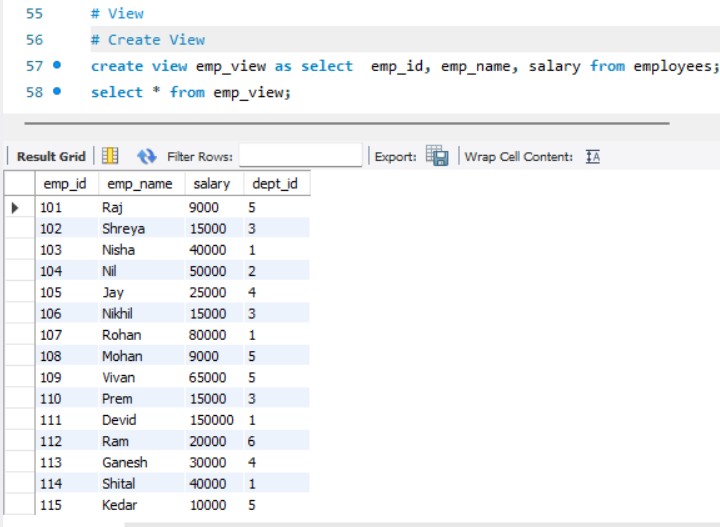 55 # View
56 # Create View
57 create view emp_view as select  emp_id, emp_name, salary from employees;
58 select * from emp_view;
Result Grid Filter Rows: Export: Wrap Cell Content: IA
emp_id emp_name salary dept_id
101 Raj 9000 5
102 Shreya 15000 3
103 Nisha 40000 1
104 Nil 50000 2
105 Jay 25000 4
106 Nikhil 15000 3
107 Rohan 80000 1
108 Mohan 9000 5
109 Vivan 65000 5
110 Prem 15000 3
111 Devid 150000 1
112 Ram 20000 6
113 Ganesh 30000 4
114 Shital 40000 1
115 Kedar 10000 5